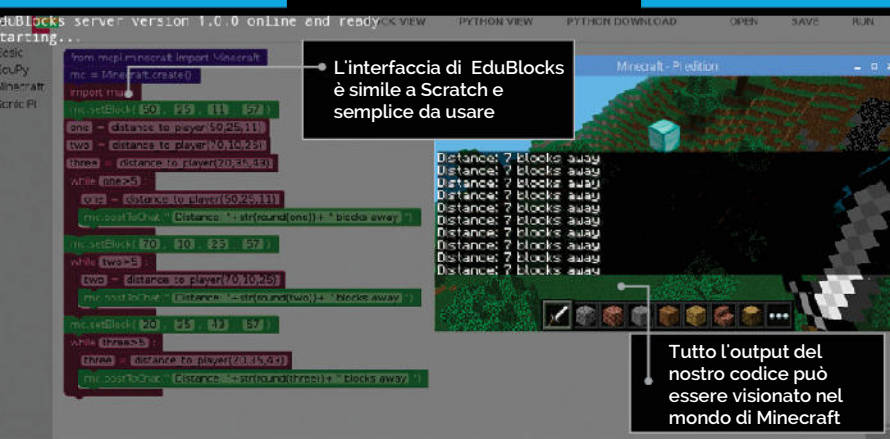 EduBlocks server version 1.0.0 online and ready
Starting...
PYTHON VIEW
PYTHON DOWNLOAD
OPEN
SAVE
RUN
Basic
EduPy
Minecraft
Sonic Pi
from mcpi.minecraft import Minecraft
mc = Minecraft.create()
import
mc.setBlock( 50 , 25 , 11 , 57 )
one = distance to player(50,25,11)
two = distance to player(70,10,25)
three = distance to player(20,35,43)
while one>5 :
one = distance to player(50,25,11)
mc.postToChat(" Distance: "+str(round(one))+ " blocks away ")
mc.setBlock( 70 , 10 , 25 , 57 )
while two>5 :
two = distance to player(70,10,25)
mc.postToChat(" Distance: "+str(round(two))+ " blocks away ")
mc.setBlock( 20 , 35 , 43 , 57 )
while three>5 :
three = distance to player(20,35,43)
mc.postToChat(" Distance: "+str(round(three))+ " blocks away ")
L'interfaccia di EduBlocks
è simile a Scratch e
semplice da usare
Minecraft - Pi edition
Distance: 7 blocks away
Distance: 7 blocks away
Distance: 7 blocks away
Distance: 7 blocks away
Distance: 7 blocks away
Distance: 7 blocks away
Distance: 7 blocks away
Distance: 7 blocks away
Distance: 7 blocks away
Distance: 7 blocks away
Tutto l'output del
nostro codice può
essere visionato nel
mondo di Minecraft